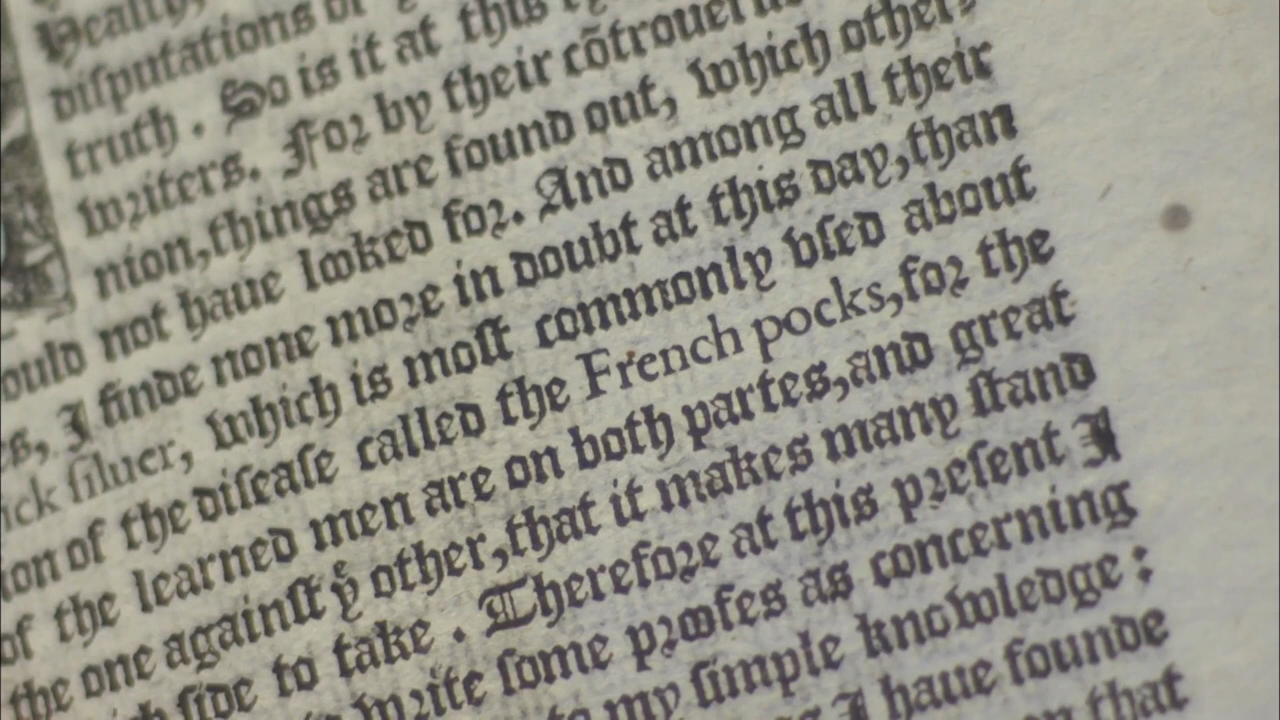 disputations of
truth. So is it at this
writers. For by their cõtrouer
nion, things are found out, which other
ould not haue looked for. And among all their
es, I finde none more in doubt at this day, than
ick siluer, which is most commonly vsed about
ion of the disease called the French pocks, for the
of the learned men are on both partes, and great
the one against yͤ other, that it makes many stand
ch side to take. Therefore at this present I
write some proofes as concerning
to my simple knowledge:
as I haue founde
that